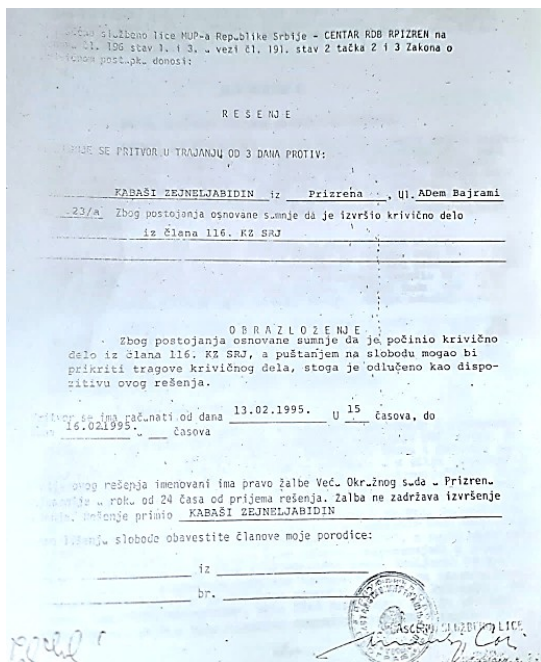 službeno lice MUP-a Republike Srbije - CENTAR RDB RPIZREN na
čl. 196 stav 1. i 3. u vezi čl. 191. stav 2 tačka 2 i 3 Zakona o
postupku donosi:
R E Š E NJ E
SE PRITVOR U TRAJANJU OD 3 DANA PROTIV:
KABAŠI ZEJNELJABIDIN iz Prizrena , Ul. ADem Bajrami
23/a Zbog postojanja osnovane sumnje da je izvršio krivično delo
iz člana 116. KZ SRJ
O B R A Z L O Ž E NJ E
Zbog postojanja osnovane sumnje da je počinio krivično
delo iz člana 116. KZ SRJ, a puštanjem na slobodu mogao bi
prikriti tragove krivičnog dela, stoga je odlučeno kao dispo-
zitivu ovog rešenja.
se ima računati od dana 13.02.1995. U 15 časova, do
16.02.1995. u časova
ovog rešenja imenovani ima pravo žalbe Veću Okružnog suda u Prizrenu
u roku od 24 časa od prijema rešenja. Žalba ne zadržava izvršenje
Rešenje primio KABAŠI ZEJNELJABIDIN
slobode obavestite članove moje porodice:
iz
br.
SLUŽBENO LICE